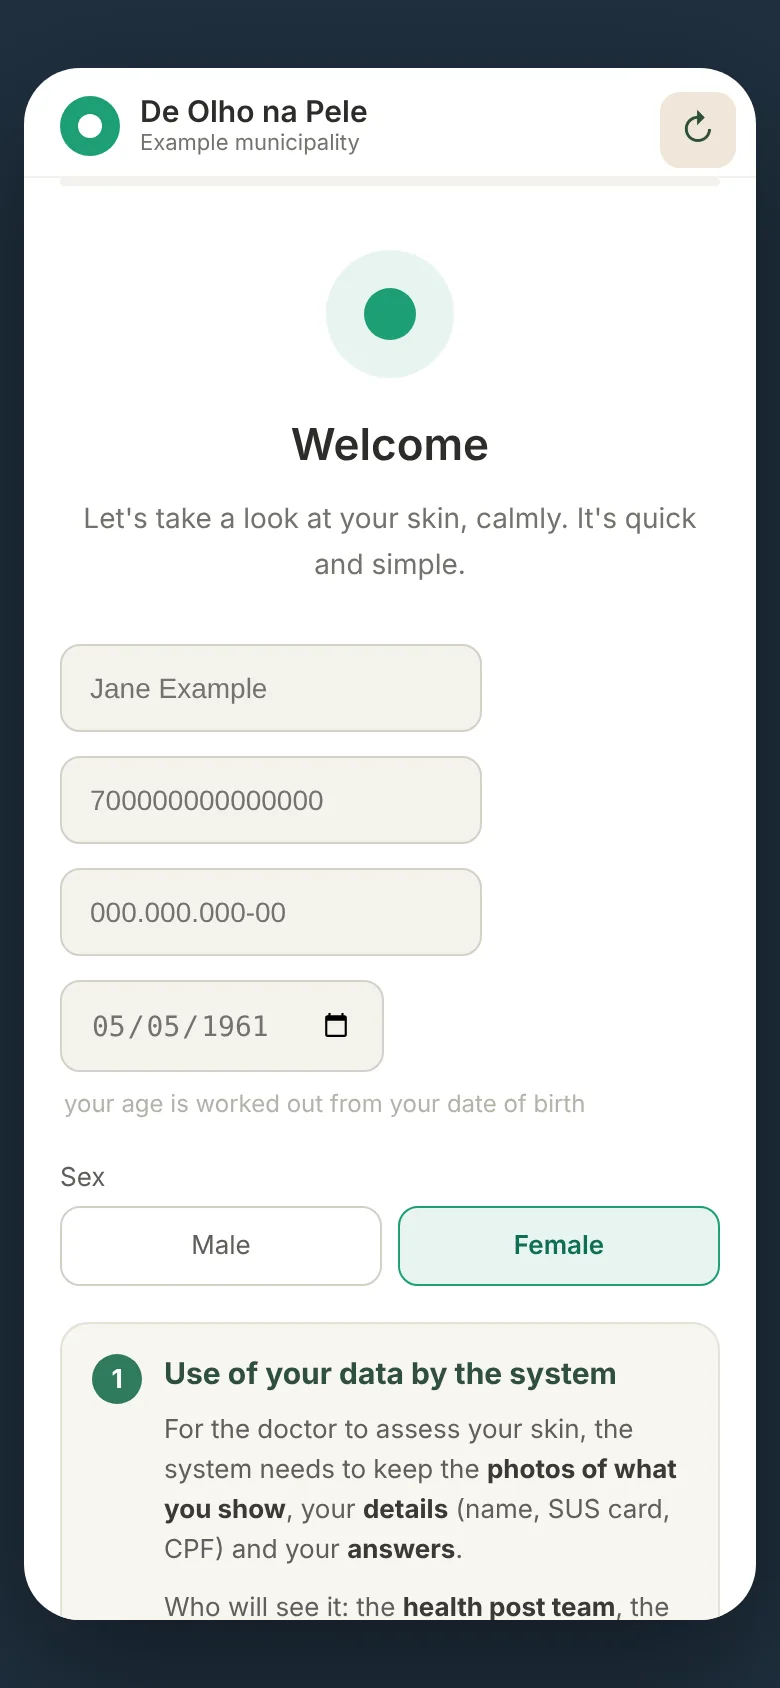 De Olho na Pele
Example municipality
Welcome
Let's take a look at your skin, calmly. It's quick
and simple.
Jane Example
700000000000000
000.000.000-00
05/05/1961
your age is worked out from your date of birth
Sex
Male
Female
1
Use of your data by the system
For the doctor to assess your skin, the
system needs to keep the photos of what
you show, your details (name, SUS card,
CPF) and your answers.
Who will see it: the health post team, the